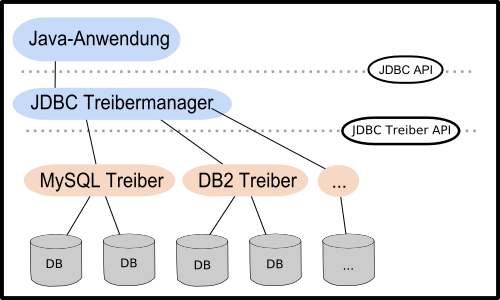 Java-Anwendung
JDBC API
JDBC Treibermanager
JDBC Treiber API
MySQL Treiber
DB2 Treiber
...
DB
DB
DB
DB
...